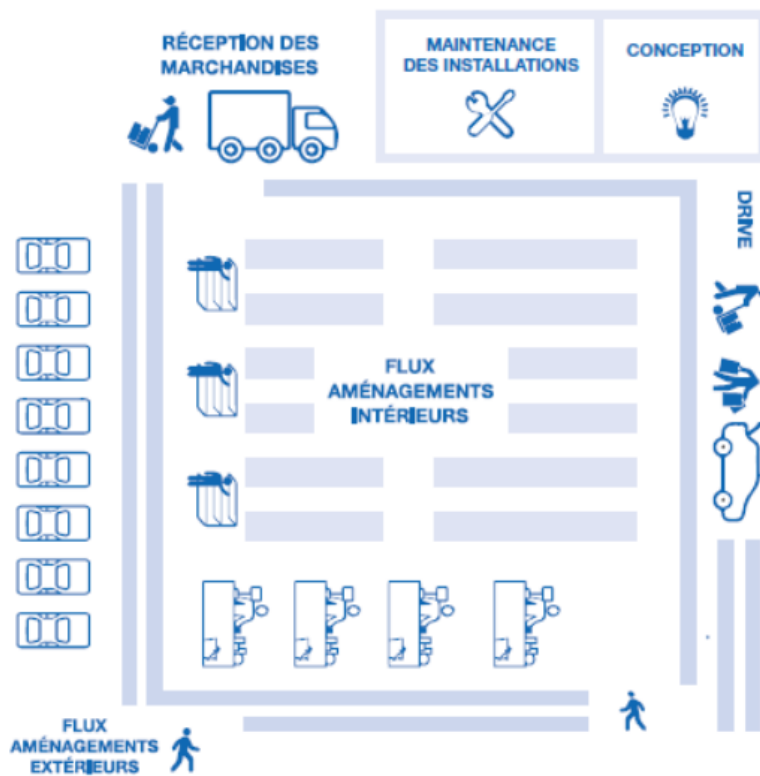 RÉCEPTION DES
MARCHANDISES
MAINTENANCE
DES INSTALLATIONS
CONCEPTION
DRIVE
FLUX
AMÉNAGEMENTS
INTÉRIEURS
FLUX
AMÉNAGEMENTS
EXTÉRIEURS